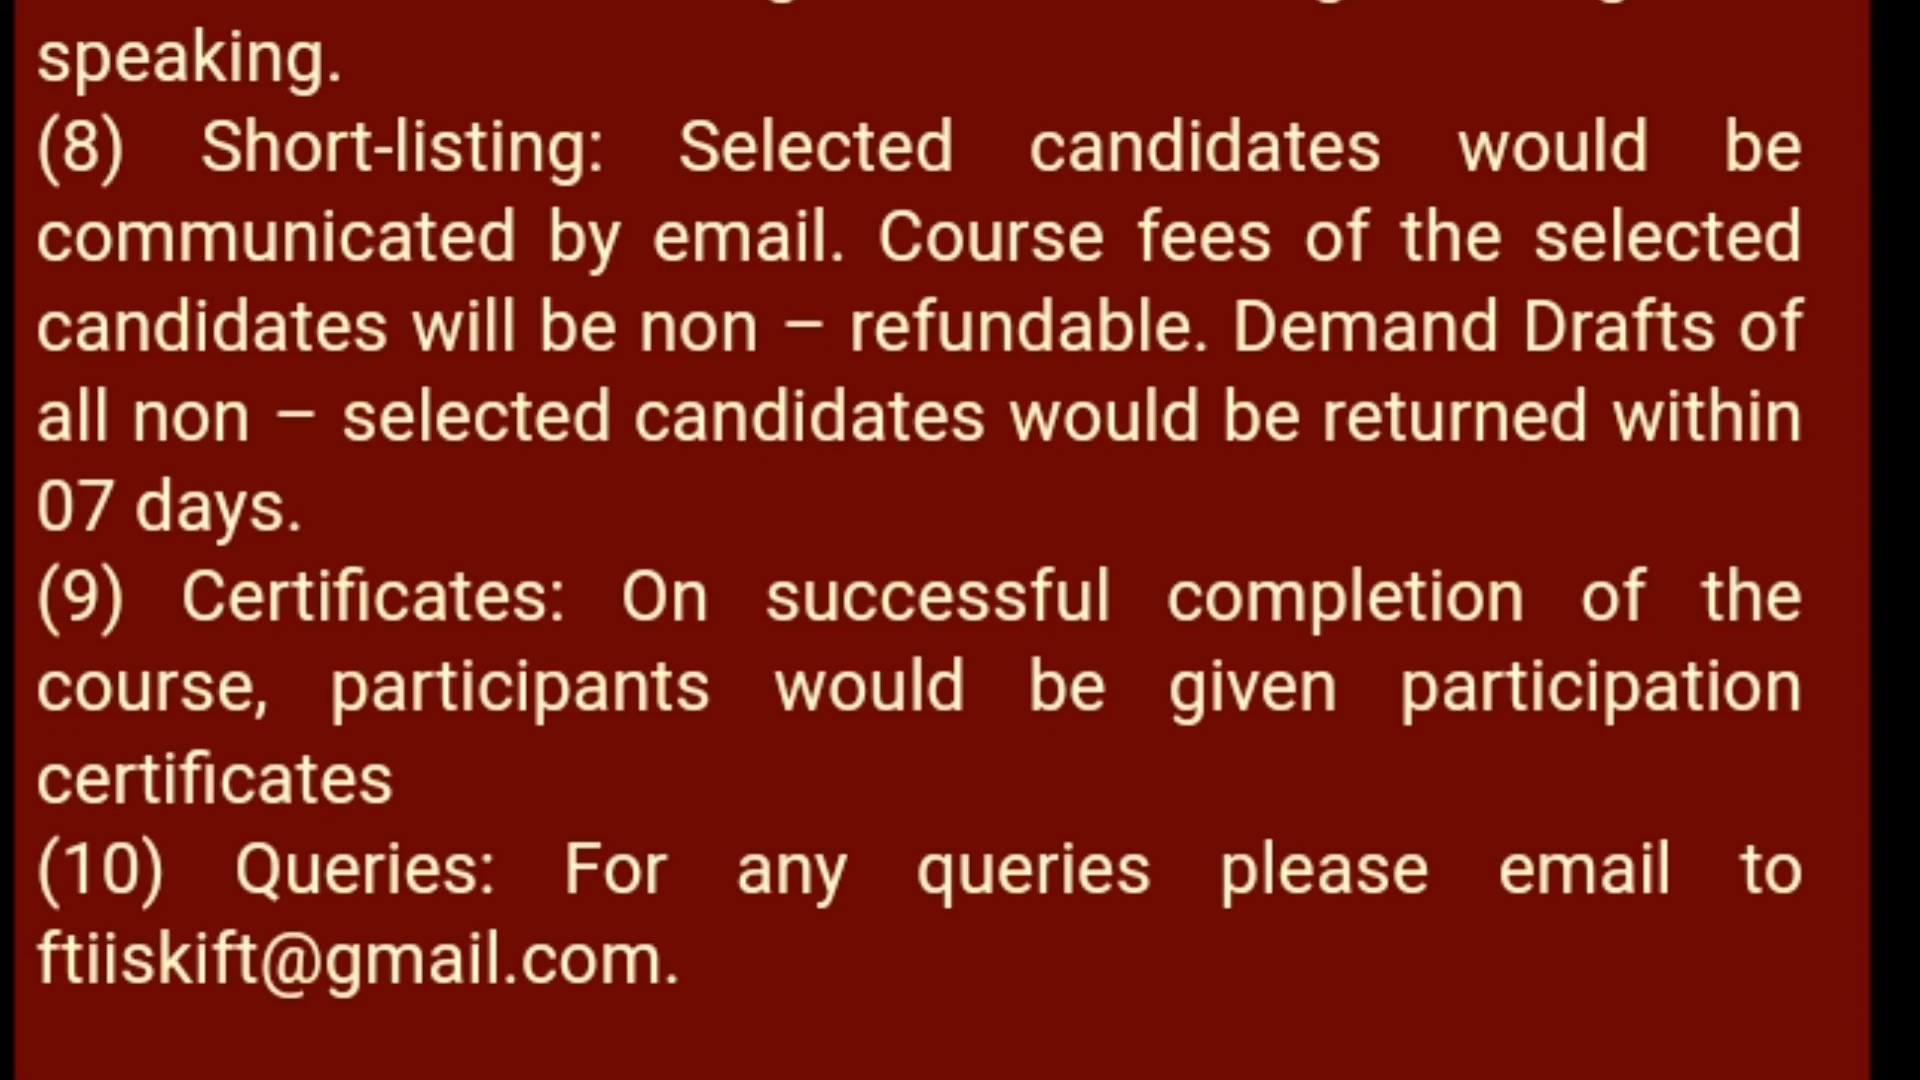 speaking.
(8) Short-listing: Selected candidates would be
communicated by email. Course fees of the selected
candidates will be non – refundable. Demand Drafts of
all non – selected candidates would be returned within
07 days.
(9) Certificates: On successful completion of the
course, participants would be given participation
certificates
(10) Queries: For any queries please email to
ftiiskift@gmail.com.